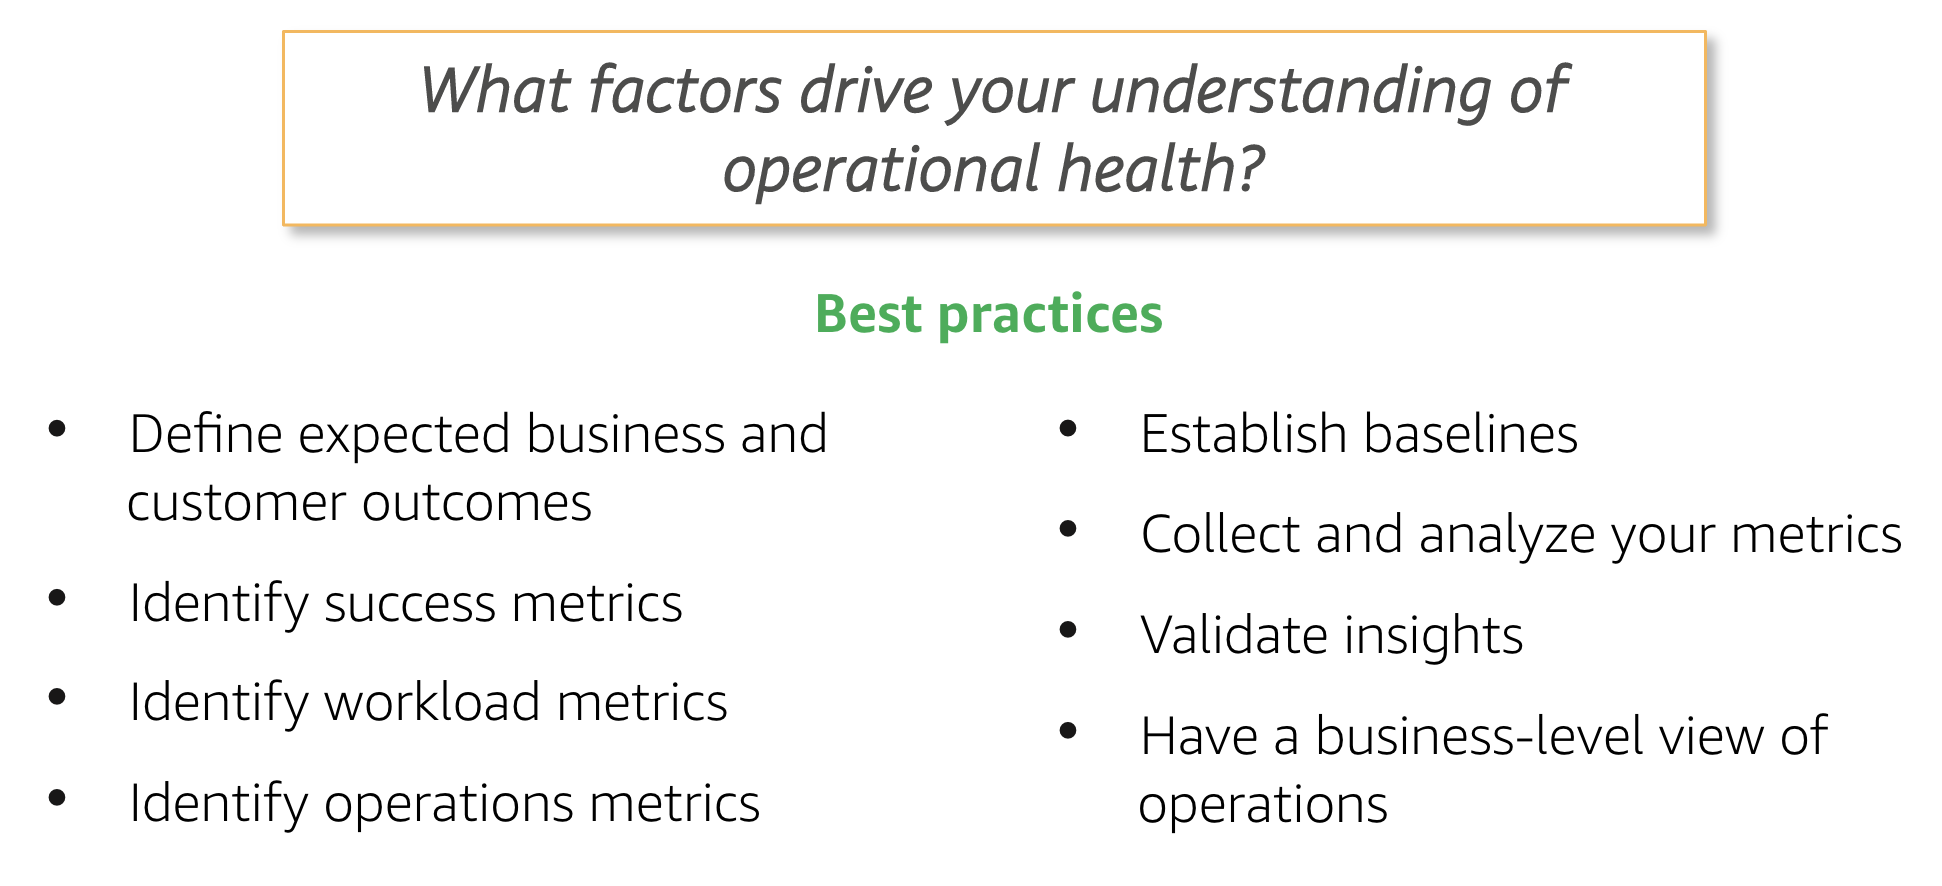 What factors drive your understanding of
operational health?
Best practices
• Define expected business and
customer outcomes
• Identify success metrics
• Identify workload metrics
• Identify operations metrics
• Establish baselines
• Collect and analyze your metrics
• Validate insights
• Have a business-level view of
operations